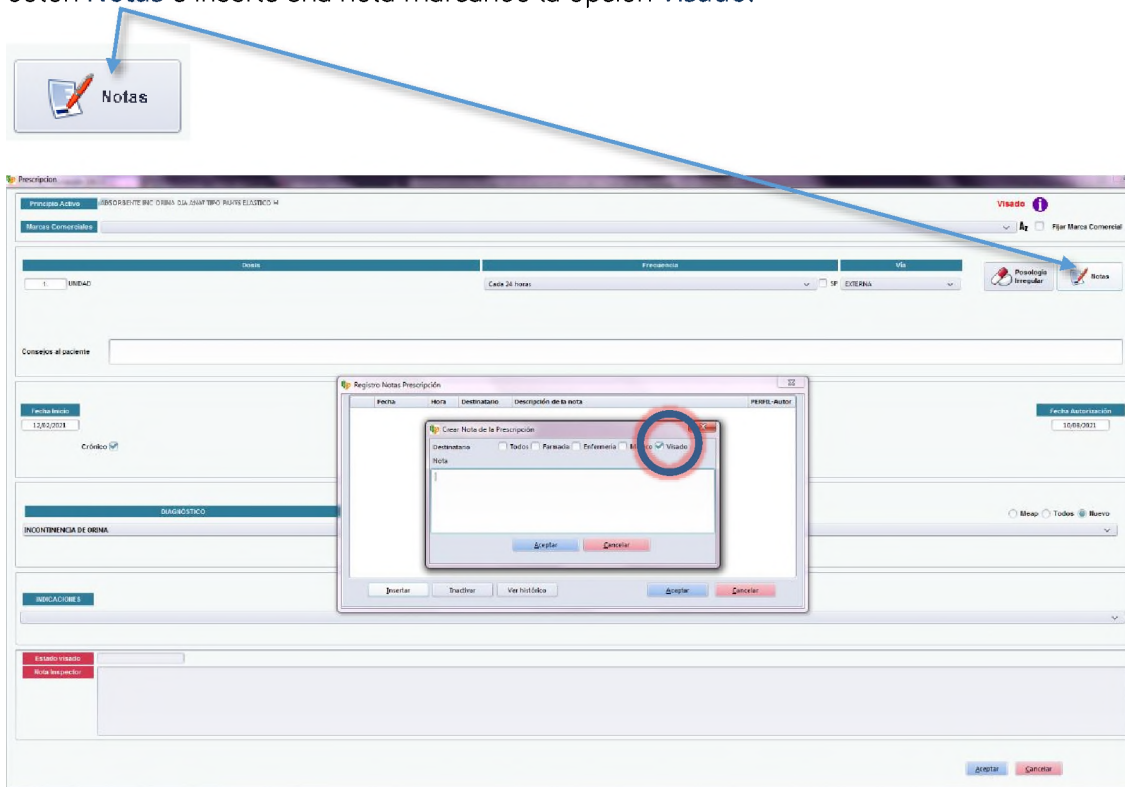 botón Notas e inserte una nota marcando la opción Visado.
Notas
Prescripcion
Principio Activo ABSORBENTE INC ORINA DIA ANAT TIPO PANTS ELASTICO M
Visado i
Marcas Comerciales
Fijar Marca Comercial
Dosis Frecuencia Vía
1 UNIDAD Cada 24 horas SP EXTERNA
Posología Irregular
Notas
Consejos al paciente
Registro Notas Prescripción
Fecha Hora Destinatario Descripción de la nota PERFIL-Autor
Fecha Inicio
12/02/2021
Crónico
Fecha Autorización
10/08/2021
Crear Nota de la Prescripción
Destinatario Todos Farmacia Enfermería Visado
Nota
Aceptar Cancelar
DIAGNÓSTICO
Meap Todos Nuevo
INCONTINENCIA DE ORINA
Insertar Inactivar Ver histórico Aceptar Cancelar
INDICACIONES
Estado visado
Nota Inspector
Aceptar Cancelar